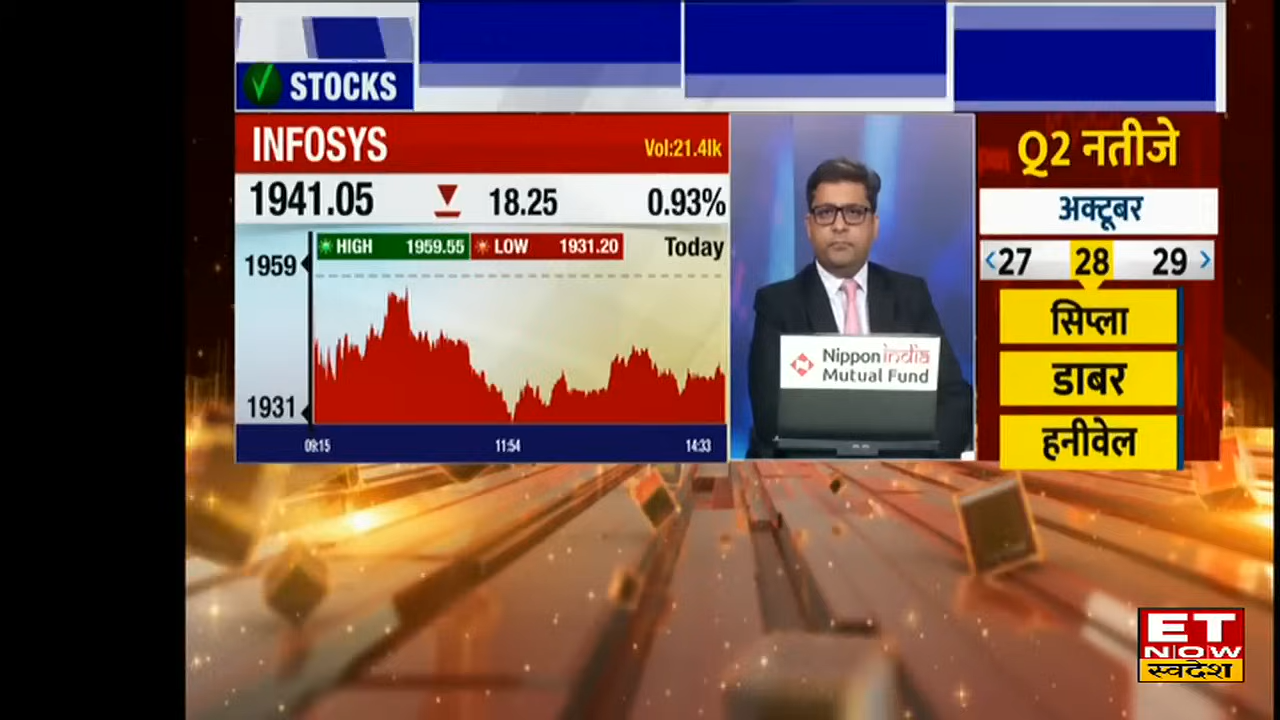 STOCKS
INFOSYS
Vol:21.4lk
1941.05 18.25 0.93%
HIGH 1959.55 LOW 1931.20 Today
1959
1931
09:15 11:54 14:33
Nippon india
Mutual Fund
Q2 नतीजे
अक्टूबर
27 28 29
सिप्ला
डाबर
हनीवेल
ET
NOW
स्वदेश